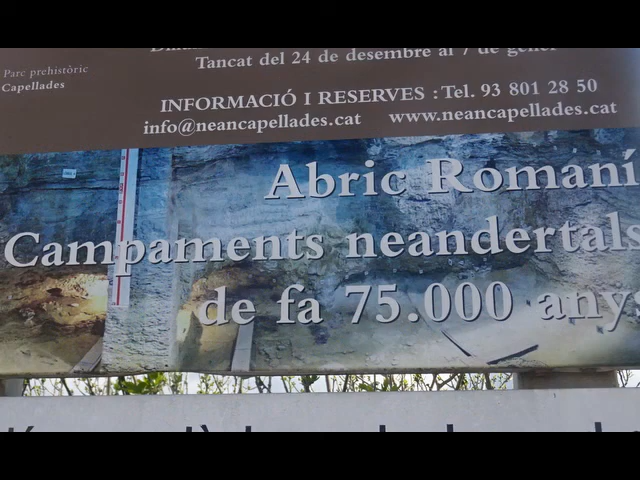 Tancat del 24 de desembre al 7 de gener
Parc prehistòric
Capellades
INFORMACIÓ I RESERVES : Tel. 93 801 28 50
info@neancapellades.cat www.neancapellades.cat
Abric Romaní
Campaments neandertals
de fa 75.000 anys